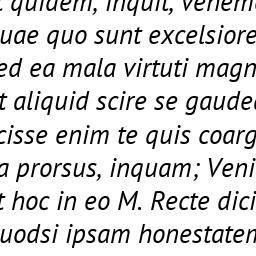 quidem, inquit, venem
uae quo sunt excelsiore
ed ea mala virtuti magn
t aliquid scire se gaude
cisse enim te quis coarg
a prorsus, inquam; Veni
t hoc in eo M. Recte dici
uodsi ipsam honestaten